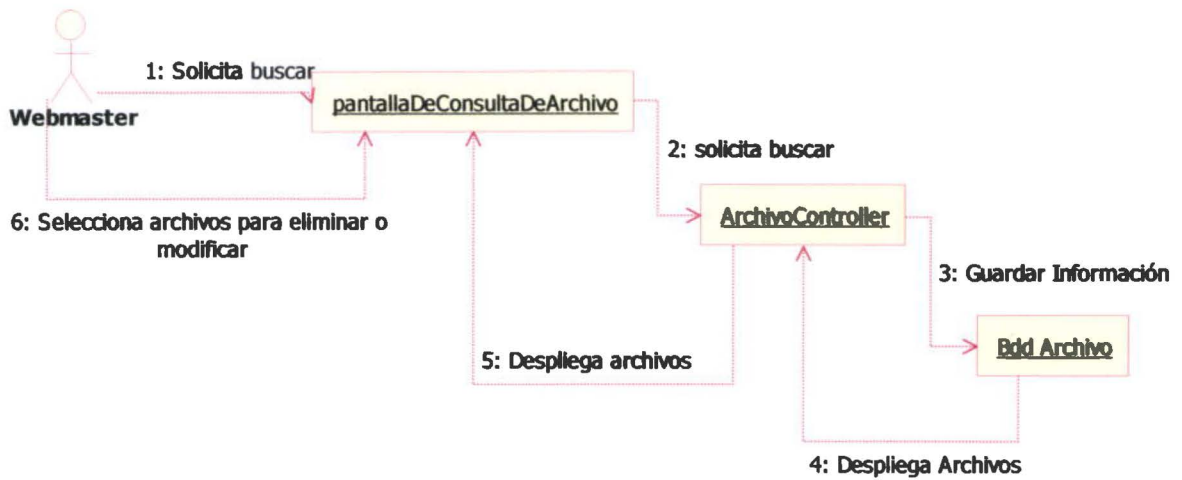 1: Solicita buscar
Webmaster
pantallaDeConsultaDeArchivo
2: solicita buscar
6: Selecciona archivos para eliminar o
modificar
ArchivoController
3: Guardar Información
Bdd Archivo
5: Despliega archivos
4: Despliega Archivos